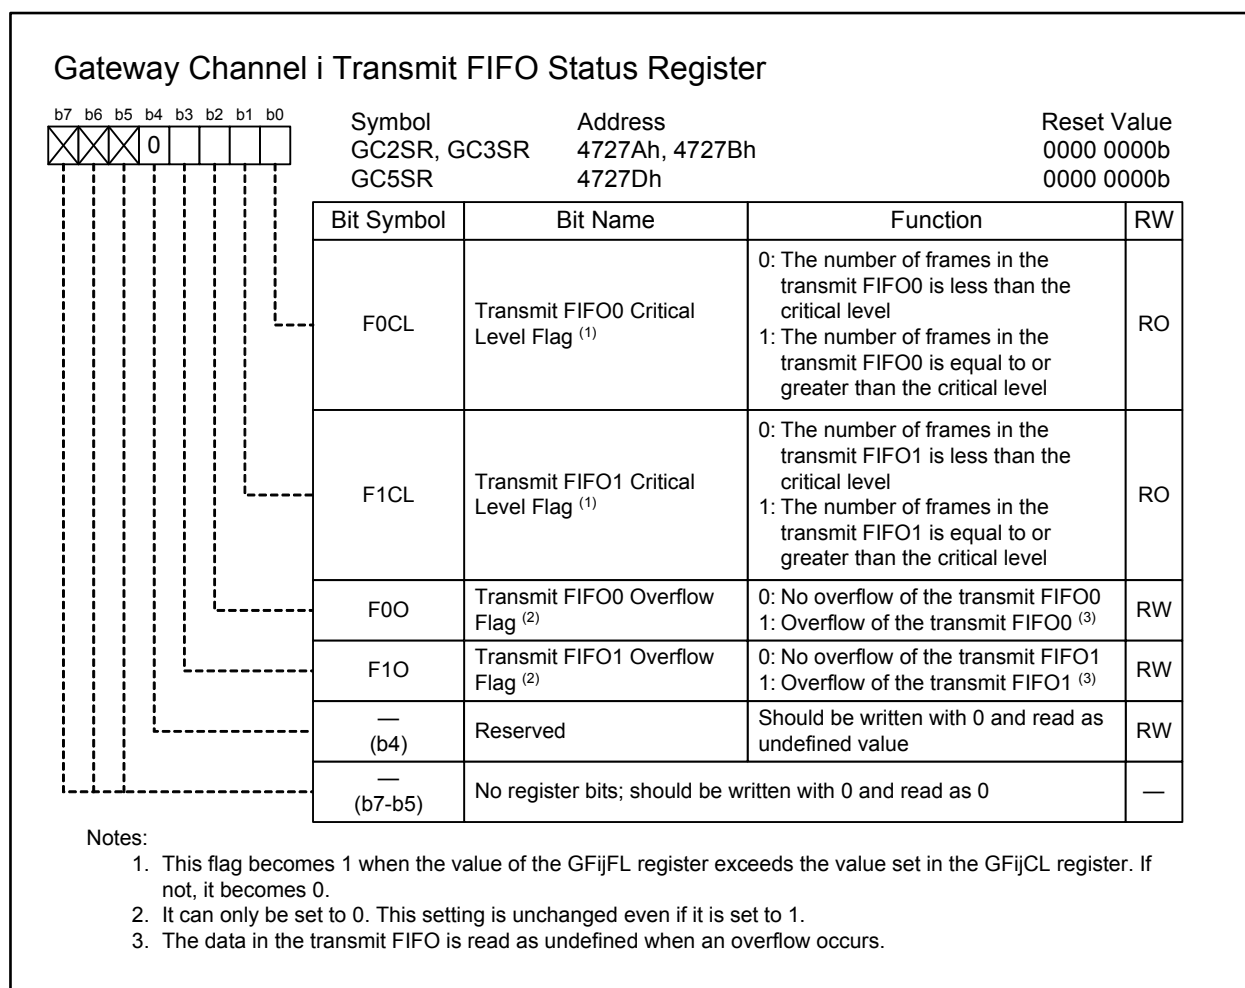 Gateway Channel i Transmit FIFO Status Register
b7 b6 b5 b4 b3 b2 b1 b0
0
Symbol Address Reset Value
GC2SR, GC3SR 4727Ah, 4727Bh 0000 0000b
GC5SR 4727Dh 0000 0000b
Bit Symbol Bit Name Function RW
F0CL
Transmit FIFO0 Critical
Level Flag (1)
0: The number of frames in the
transmit FIFO0 is less than the
critical level
1: The number of frames in the
transmit FIFO0 is equal to or
greater than the critical level
RO
F1CL
Transmit FIFO1 Critical
Level Flag (1)
0: The number of frames in the
transmit FIFO1 is less than the
critical level
1: The number of frames in the
transmit FIFO1 is equal to or
greater than the critical level
RO
F0O
Transmit FIFO0 Overflow
Flag (2)
0: No overflow of the transmit FIFO0
1: Overflow of the transmit FIFO0 (3)
RW
F1O
Transmit FIFO1 Overflow
Flag (2)
0: No overflow of the transmit FIFO1
1: Overflow of the transmit FIFO1 (3)
RW
—
(b4)
Reserved
Should be written with 0 and read as
undefined value
RW
—
(b7-b5)
No register bits; should be written with 0 and read as 0
—
Notes:
1. This flag becomes 1 when the value of the GFijFL register exceeds the value set in the GFijCL register. If
not, it becomes 0.
2. It can only be set to 0. This setting is unchanged even if it is set to 1.
3. The data in the transmit FIFO is read as undefined when an overflow occurs.